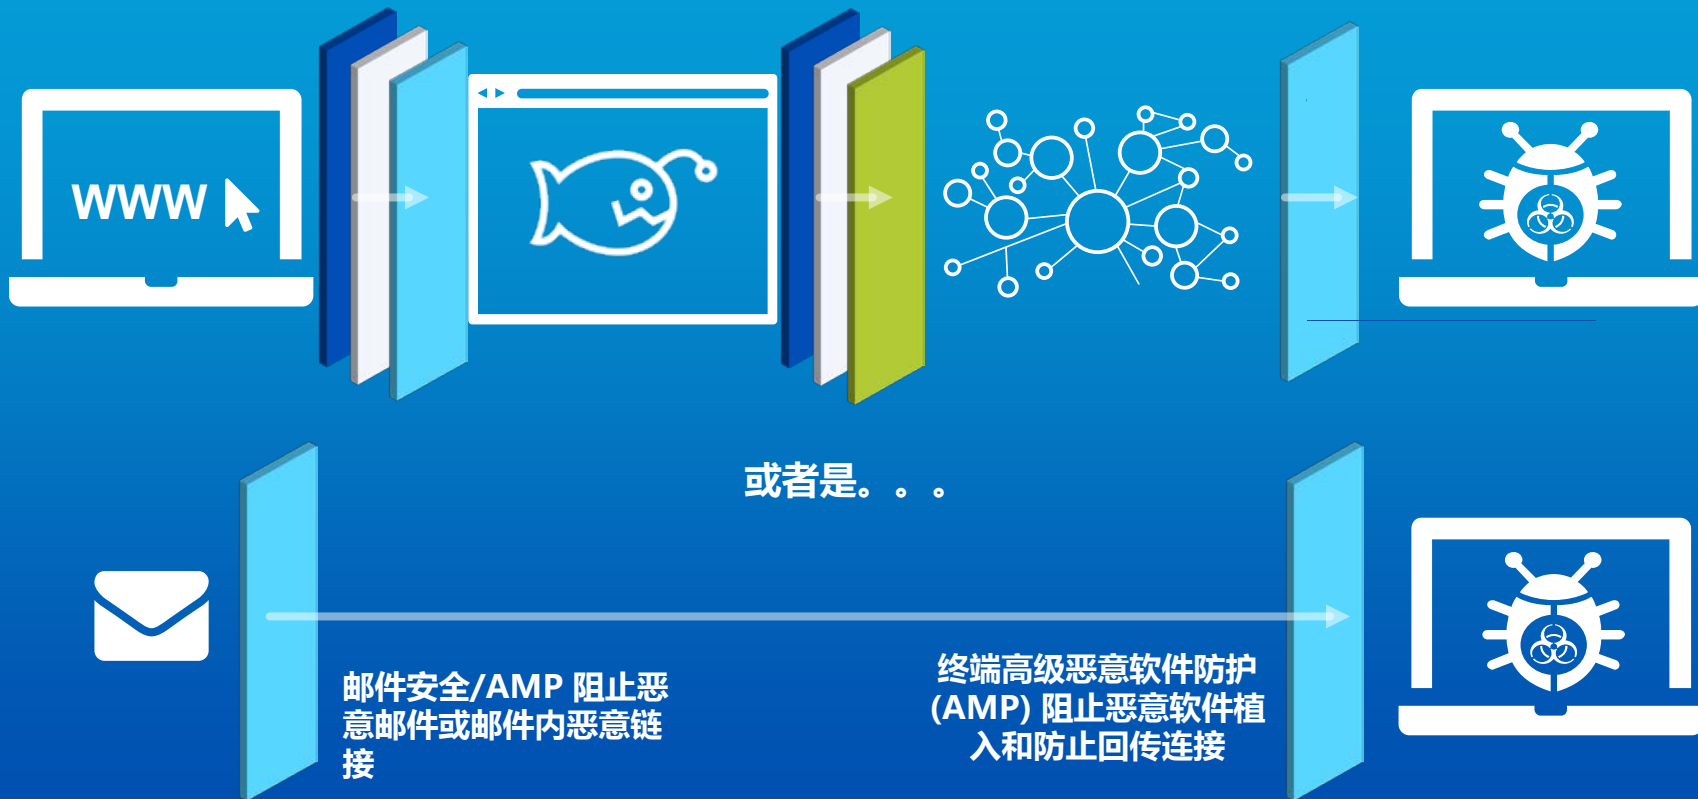 WWW
或者是。。。
邮件安全/AMP 阻止恶
意邮件或邮件内恶意链
接
终端高级恶意软件防护
(AMP) 阻止恶意软件植
入和防止回传连接